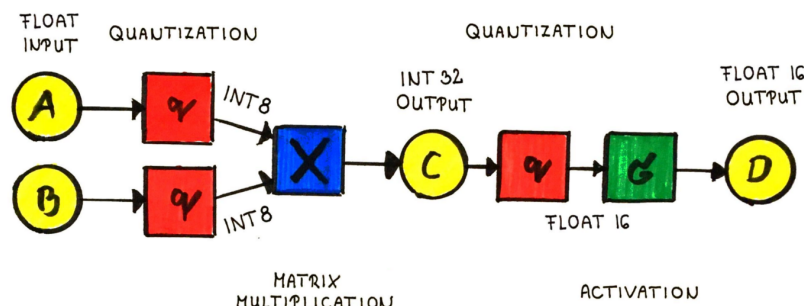 FLOAT
INPUT
QUANTIZATION
QUANTIZATION
A
q
INT8
B
q
INT8
X
INT 32
OUTPUT
C
q
FLOAT 16
σ
FLOAT 16
OUTPUT
D
MATRIX
MULTIPLICATION
ACTIVATION